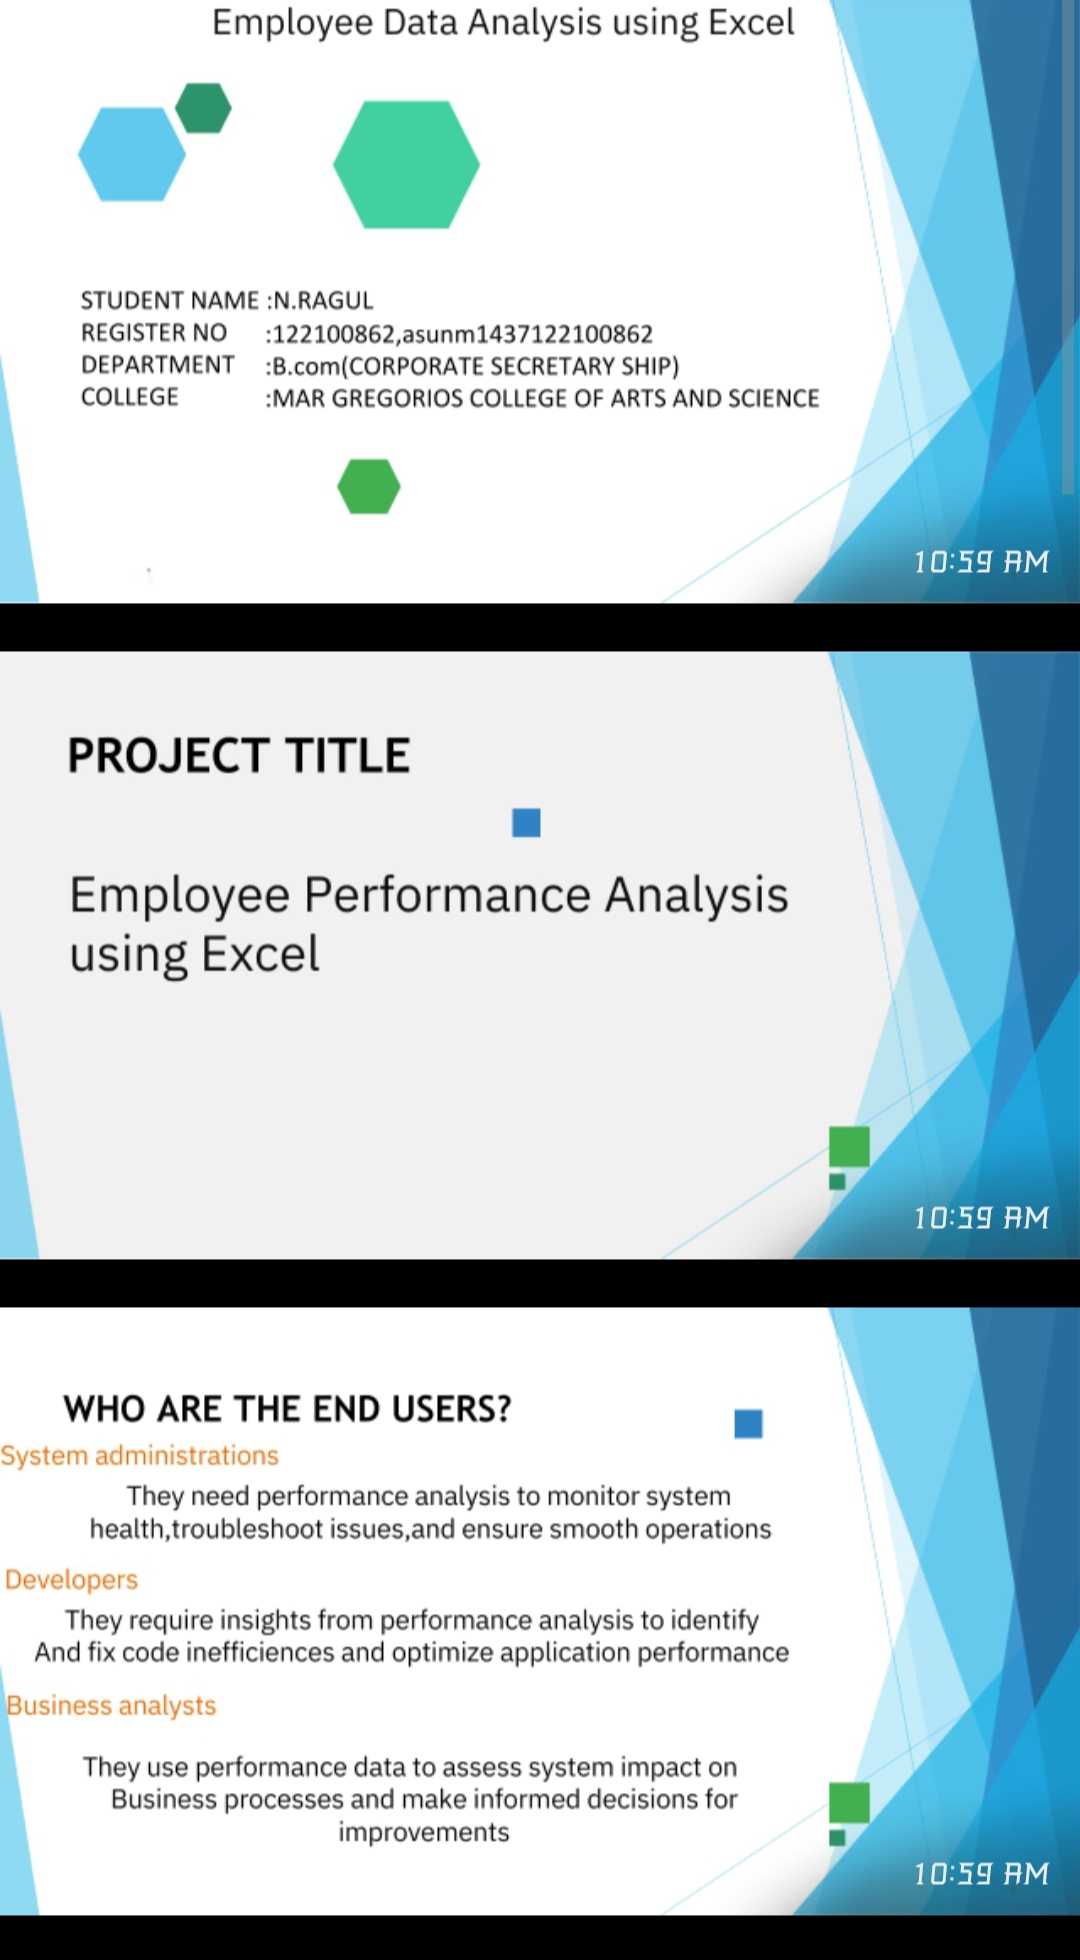 Employee Data Analysis using Excel
STUDENT NAME :N.RAGUL
REGISTER NO :122100862,asunm1437122100862
DEPARTMENT :B.com(CORPORATE SECRETARY SHIP)
COLLEGE :MAR GREGORIOS COLLEGE OF ARTS AND SCIENCE
10:59 AM
PROJECT TITLE
Employee Performance Analysis
using Excel
10:59 AM
WHO ARE THE END USERS?
System administrations
They need performance analysis to monitor system
health,troubleshoot issues,and ensure smooth operations
Developers
They require insights from performance analysis to identify
And fix code inefficiences and optimize application performance
Business analysts
They use performance data to assess system impact on
Business processes and make informed decisions for
improvements
10:59 AM